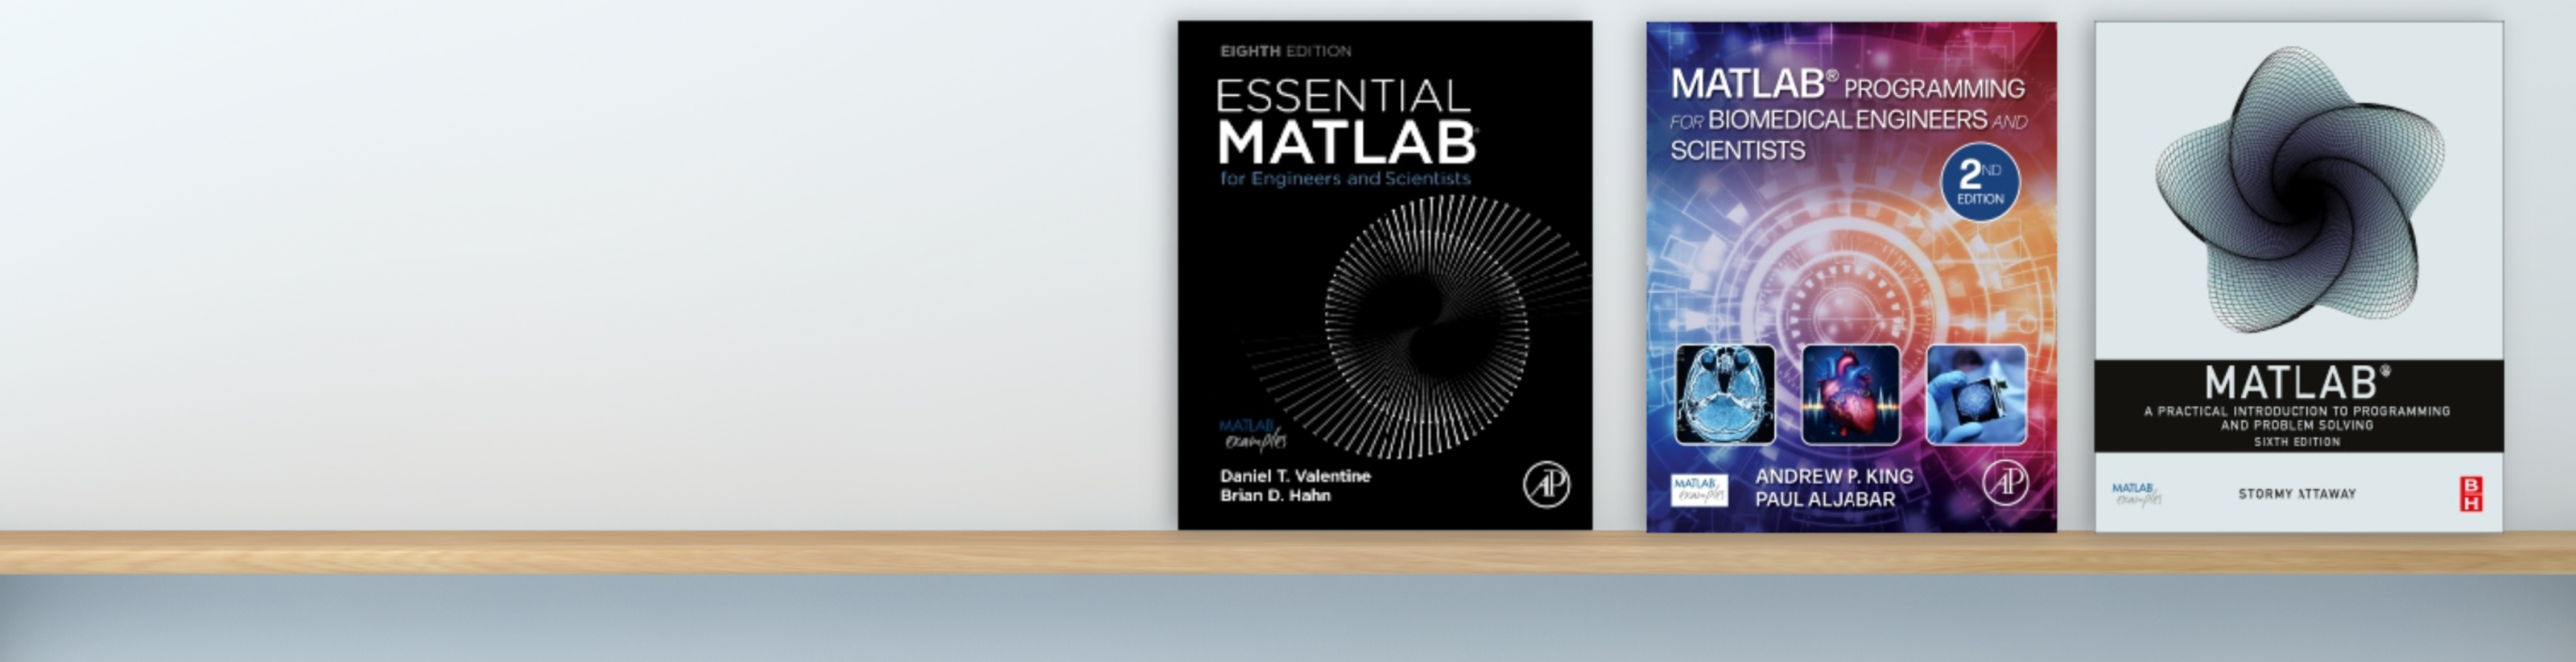 EIGHTH EDITION
ESSENTIAL
MATLAB®
for Engineers and Scientists
MATLAB
examples
Daniel T. Valentine
Brian D. Hahn
AP
MATLAB® PROGRAMMING
FOR BIOMEDICAL ENGINEERS AND
SCIENTISTS
2ND
EDITION
MATLAB
examples
ANDREW P. KING
PAUL ALJABAR
AP
MATLAB®
A PRACTICAL INTRODUCTION TO PROGRAMMING
AND PROBLEM SOLVING
SIXTH EDITION
MATLAB
examples
STORMY ATTAWAY
B
H